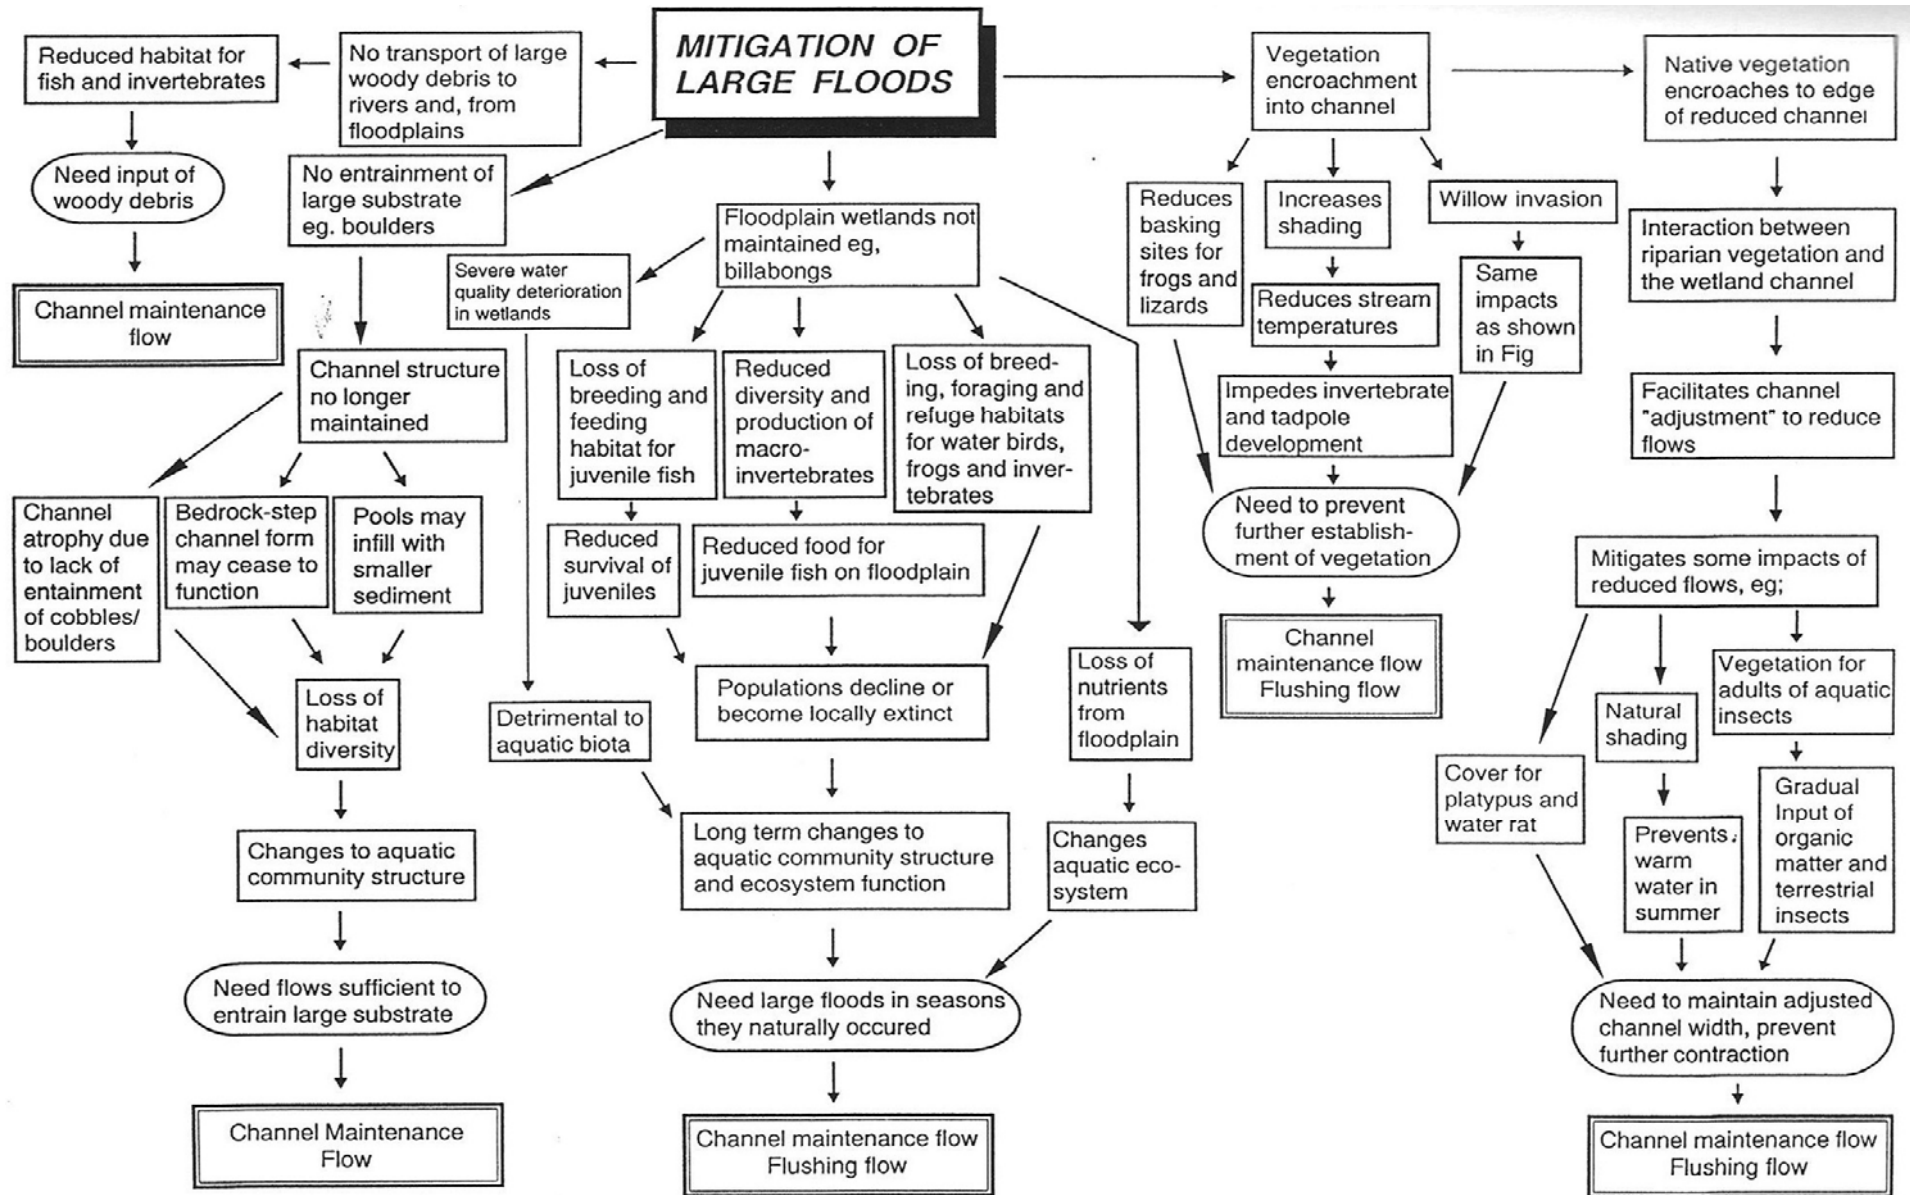 MITIGATION OF
LARGE FLOODS
No transport of large
woody debris to
rivers and, from
floodplains
Reduced habitat for
fish and invertebrates
Need input of
woody debris
Channel maintenance
flow
No entrainment of
large substrate
eg. boulders
Channel structure
no longer
maintained
Channel
atrophy due
to lack of
entainment
of cobbles/
boulders
Bedrock-step
channel form
may cease to
function
Pools may
infill with
smaller
sediment
Loss of
habitat
diversity
Changes to aquatic
community structure
Need flows sufficient to
entrain large substrate
Channel Maintenance
Flow
Floodplain wetlands not
maintained eg,
billabongs
Severe water
quality deterioration
in wetlands
Loss of
breeding and
feeding
habitat for
juvenile fish
Reduced
diversity and
production of
macro-
invertebrates
Loss of breed-
ing, foraging and
refuge habitats
for water birds,
frogs and inver-
tebrates
Reduced
survival of
juveniles
Reduced food for
juvenile fish on floodplain
Populations decline or
become locally extinct
Detrimental to
aquatic biota
Loss of
nutrients
from
floodplain
Long term changes to
aquatic community structure
and ecosystem function
Changes
aquatic eco-
system
Need large floods in seasons
they naturally occured
Channel maintenance flow
Flushing flow
Vegetation
encroachment
into channel
Reduces
basking
sites for
frogs and
lizards
Increases
shading
Willow invasion
Reduces stream
temperatures
Same
impacts
as shown
in Fig
Impedes invertebrate
and tadpole
development
Need to prevent
further establish-
ment of vegetation
Channel
maintenance flow
Flushing flow
Native vegetation
encroaches to edge
of reduced channel
Interaction between
riparian vegetation and
the wetland channel
Facilitates channel
"adjustment" to reduce
flows
Mitigates some impacts of
reduced flows, eg;
Cover for
platypus and
water rat
Natural
shading
Vegetation for
adults of aquatic
insects
Prevents
warm
water in
summer
Gradual
Input of
organic
matter and
terrestrial
insects
Need to maintain adjusted
channel width, prevent
further contraction
Channel maintenance flow
Flushing flow